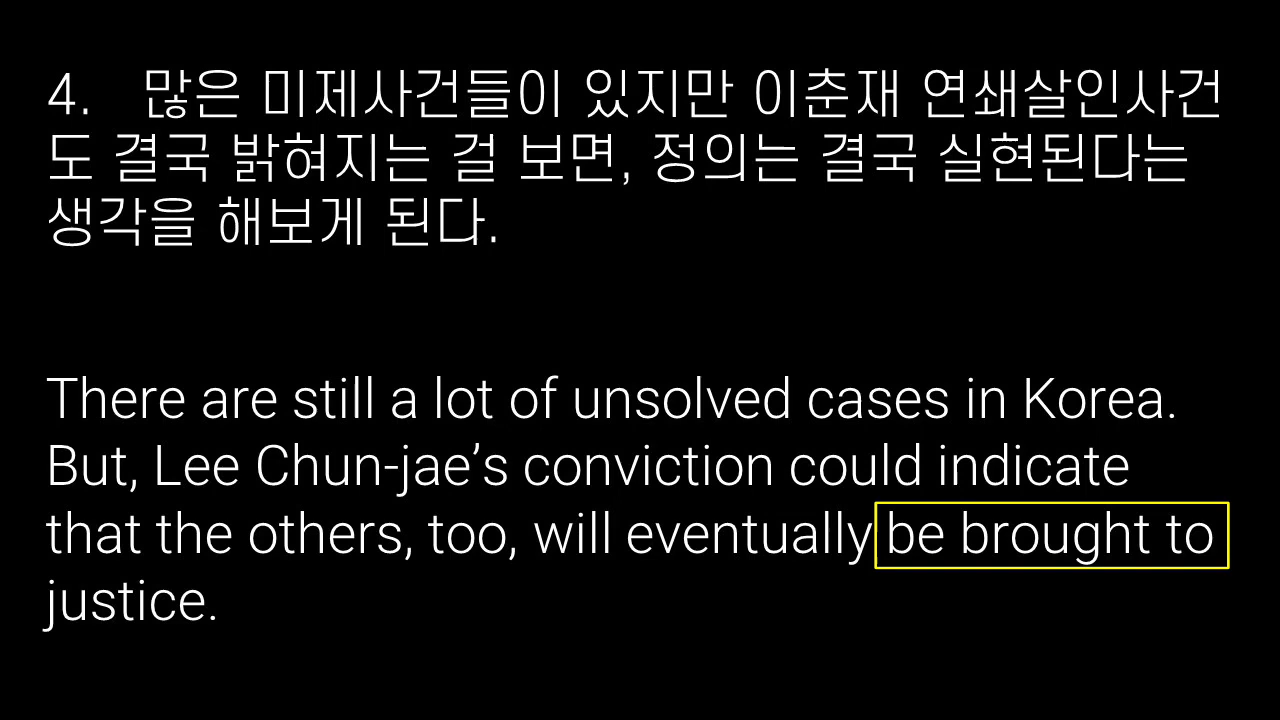 4. 많은 미제사건들이 있지만 이춘재 연쇄살인사건
도 결국 밝혀지는 걸 보면, 정의는 결국 실현된다는
생각을 해보게 된다.
There are still a lot of unsolved cases in Korea.
But, Lee Chun-jae’s conviction could indicate
that the others, too, will eventually be brought to
justice.